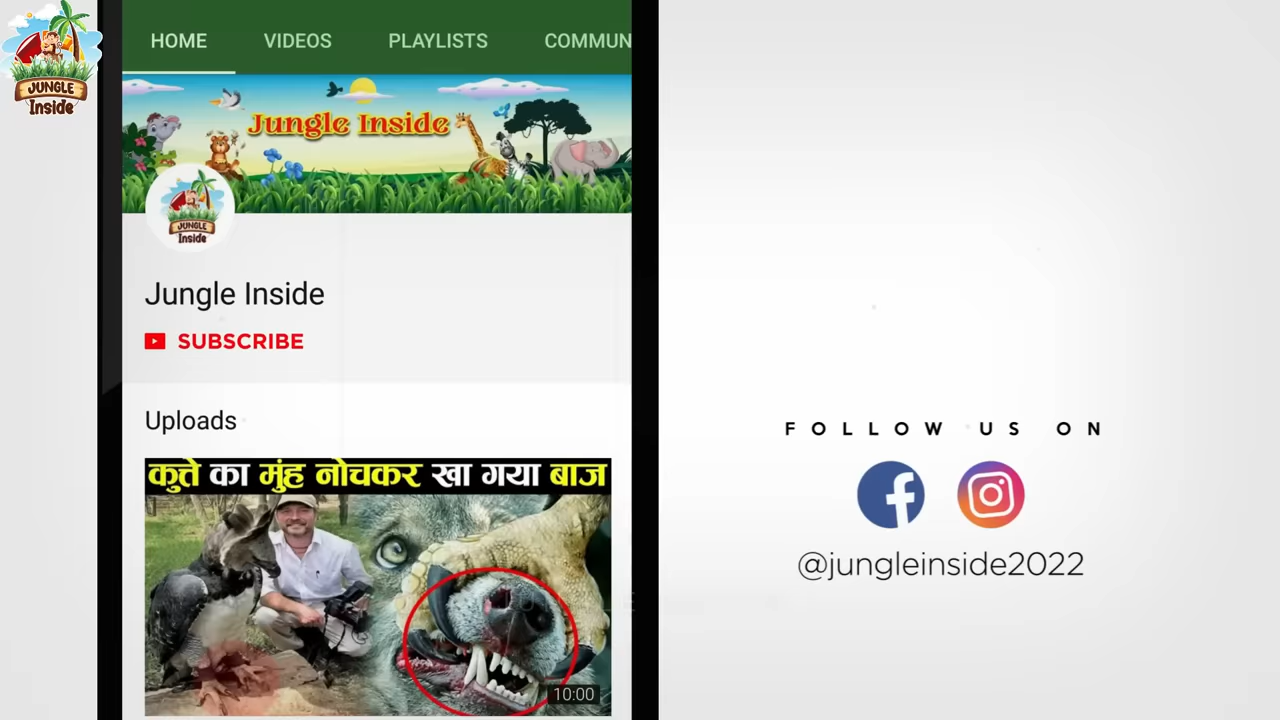 JUNGLE
Inside
HOME VIDEOS PLAYLISTS COMMUN
Jungle Inside
JUNGLE
Inside
Jungle Inside
SUBSCRIBE
Uploads
कुत्ते का मुंह नोचकर खा गया बाज
10:00
FOLLOW US ON
@jungleinside2022